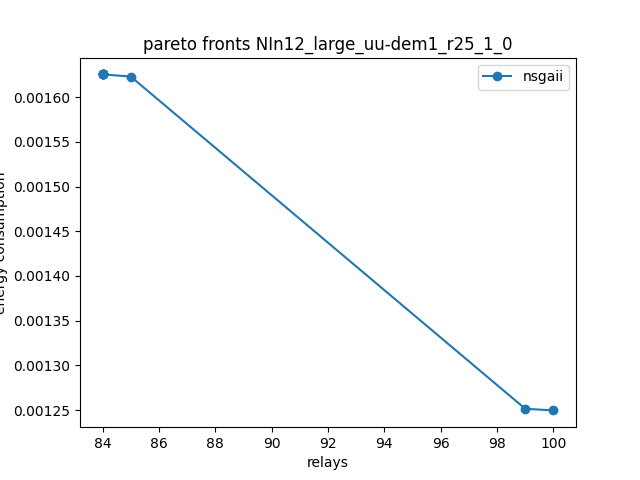 pareto fronts NIn12_large_uu-dem1_r25_1_0
nsgaii
0.00160
0.00155
0.00150
0.00145
0.00140
0.00135
0.00130
0.00125
energy consumption
84 86 88 90 92 94 96 98 100
relays